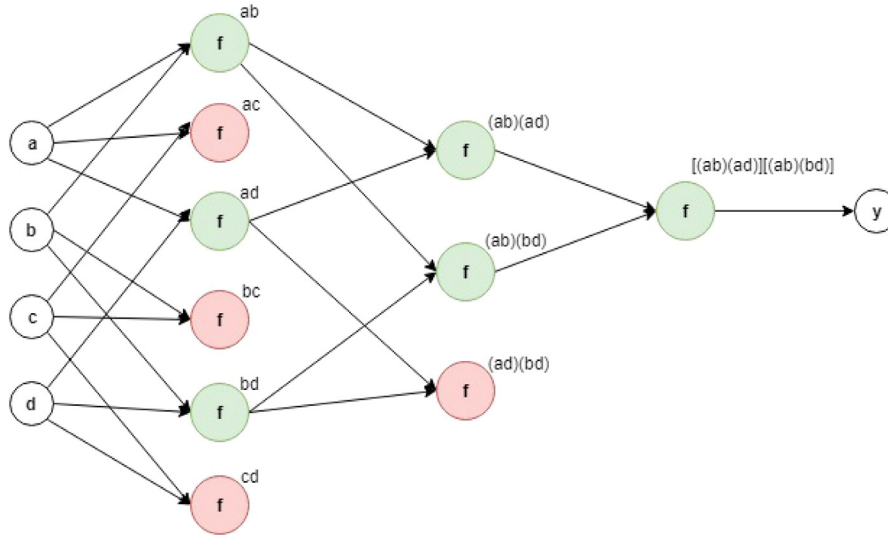 ab
f
ac
f
a
(ab)(ad)
f
[(ab)(ad)][(ab)(bd)]
ad
f
f
y
b
(ab)(bd)
f
bc
f
c
(ad)(bd)
f
bd
f
d
cd
f